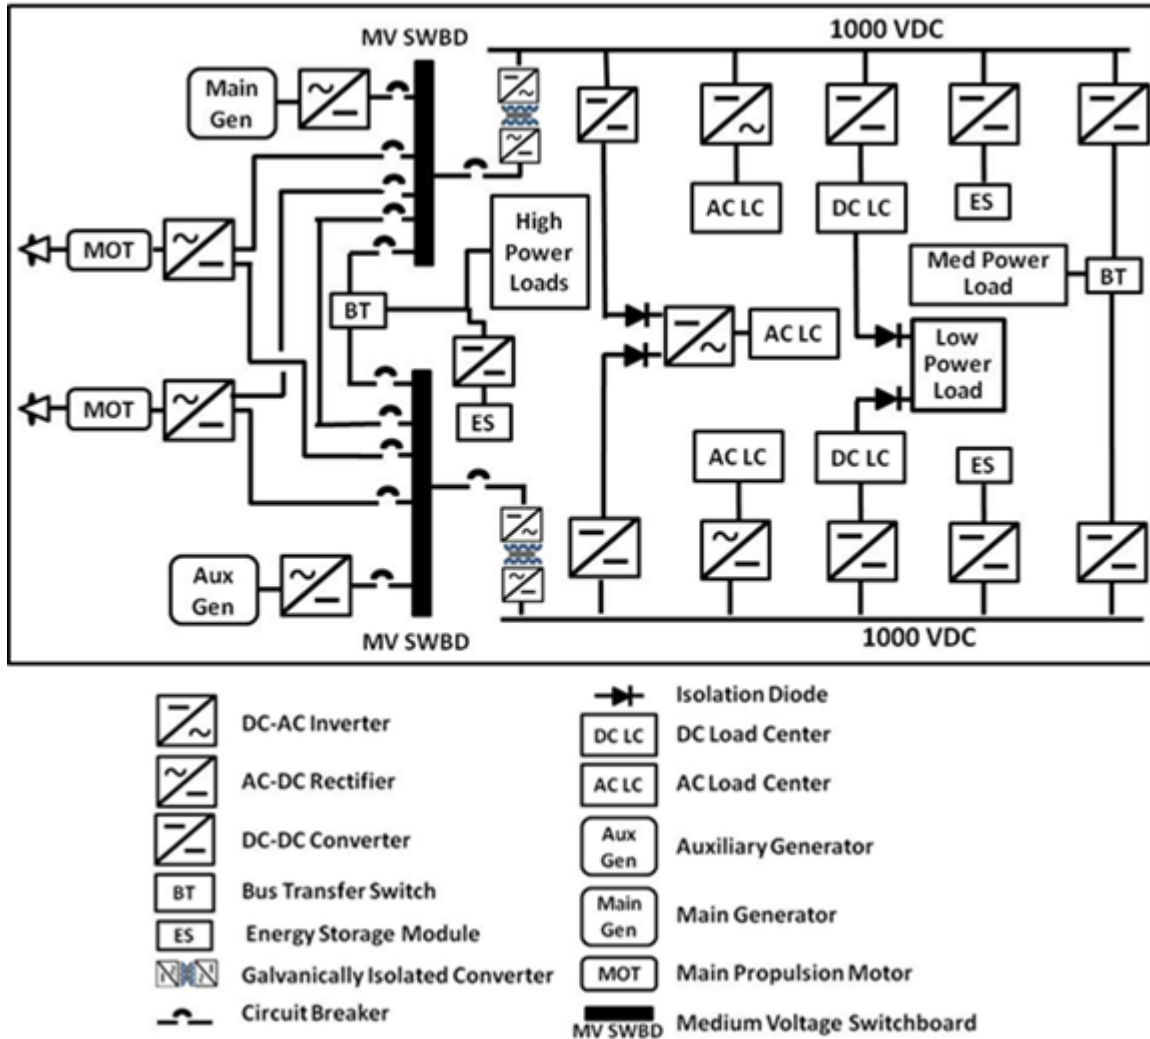 MV SWBD
1000 VDC
Main
Gen
AC LC
DC LC
ES
High
Power
Loads
MOT
Med Power
Load
BT
BT
AC LC
Low
Power
Load
MOT
ES
AC LC
DC LC
ES
Aux
Gen
MV SWBD
1000 VDC
DC-AC Inverter
AC-DC Rectifier
DC-DC Converter
BT Bus Transfer Switch
ES Energy Storage Module
Galvanically Isolated Converter
Circuit Breaker
Isolation Diode
DC LC DC Load Center
AC LC AC Load Center
Aux
Gen
Auxiliary Generator
Main
Gen
Main Generator
MOT Main Propulsion Motor
MV SWBD Medium Voltage Switchboard